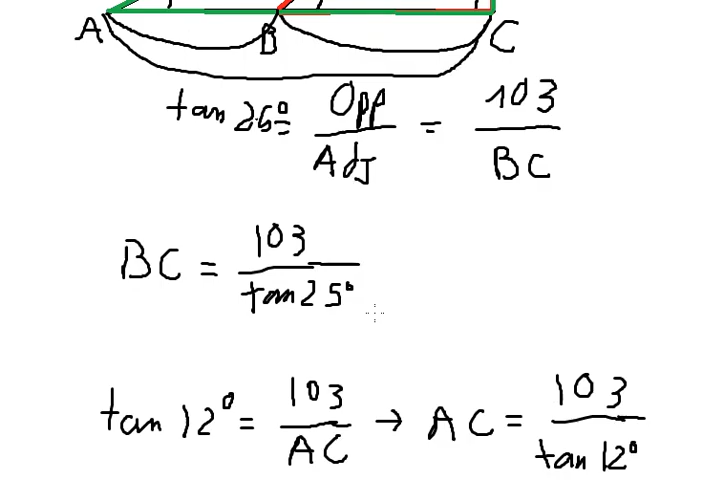 A B C
tan 26° = Opp/Adj = 103/BC
BC = 103/tan 25°
tan 12° = 103/AC → AC = 103/tan 12°